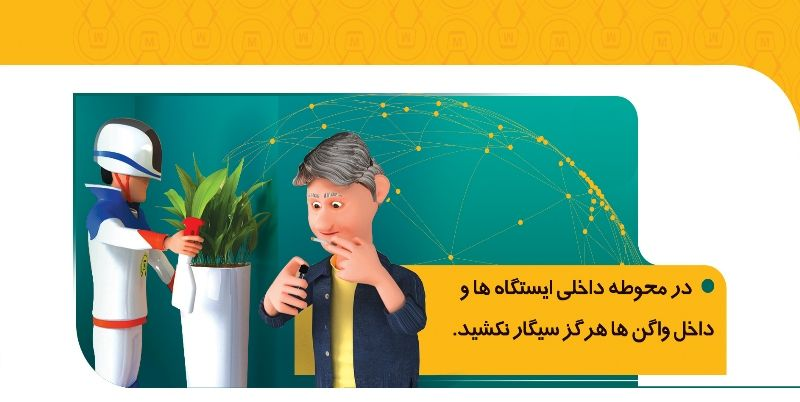 در محوطه داخلی ایستگاه ها و
داخل واگن ها هرگز سیگار نکشید.